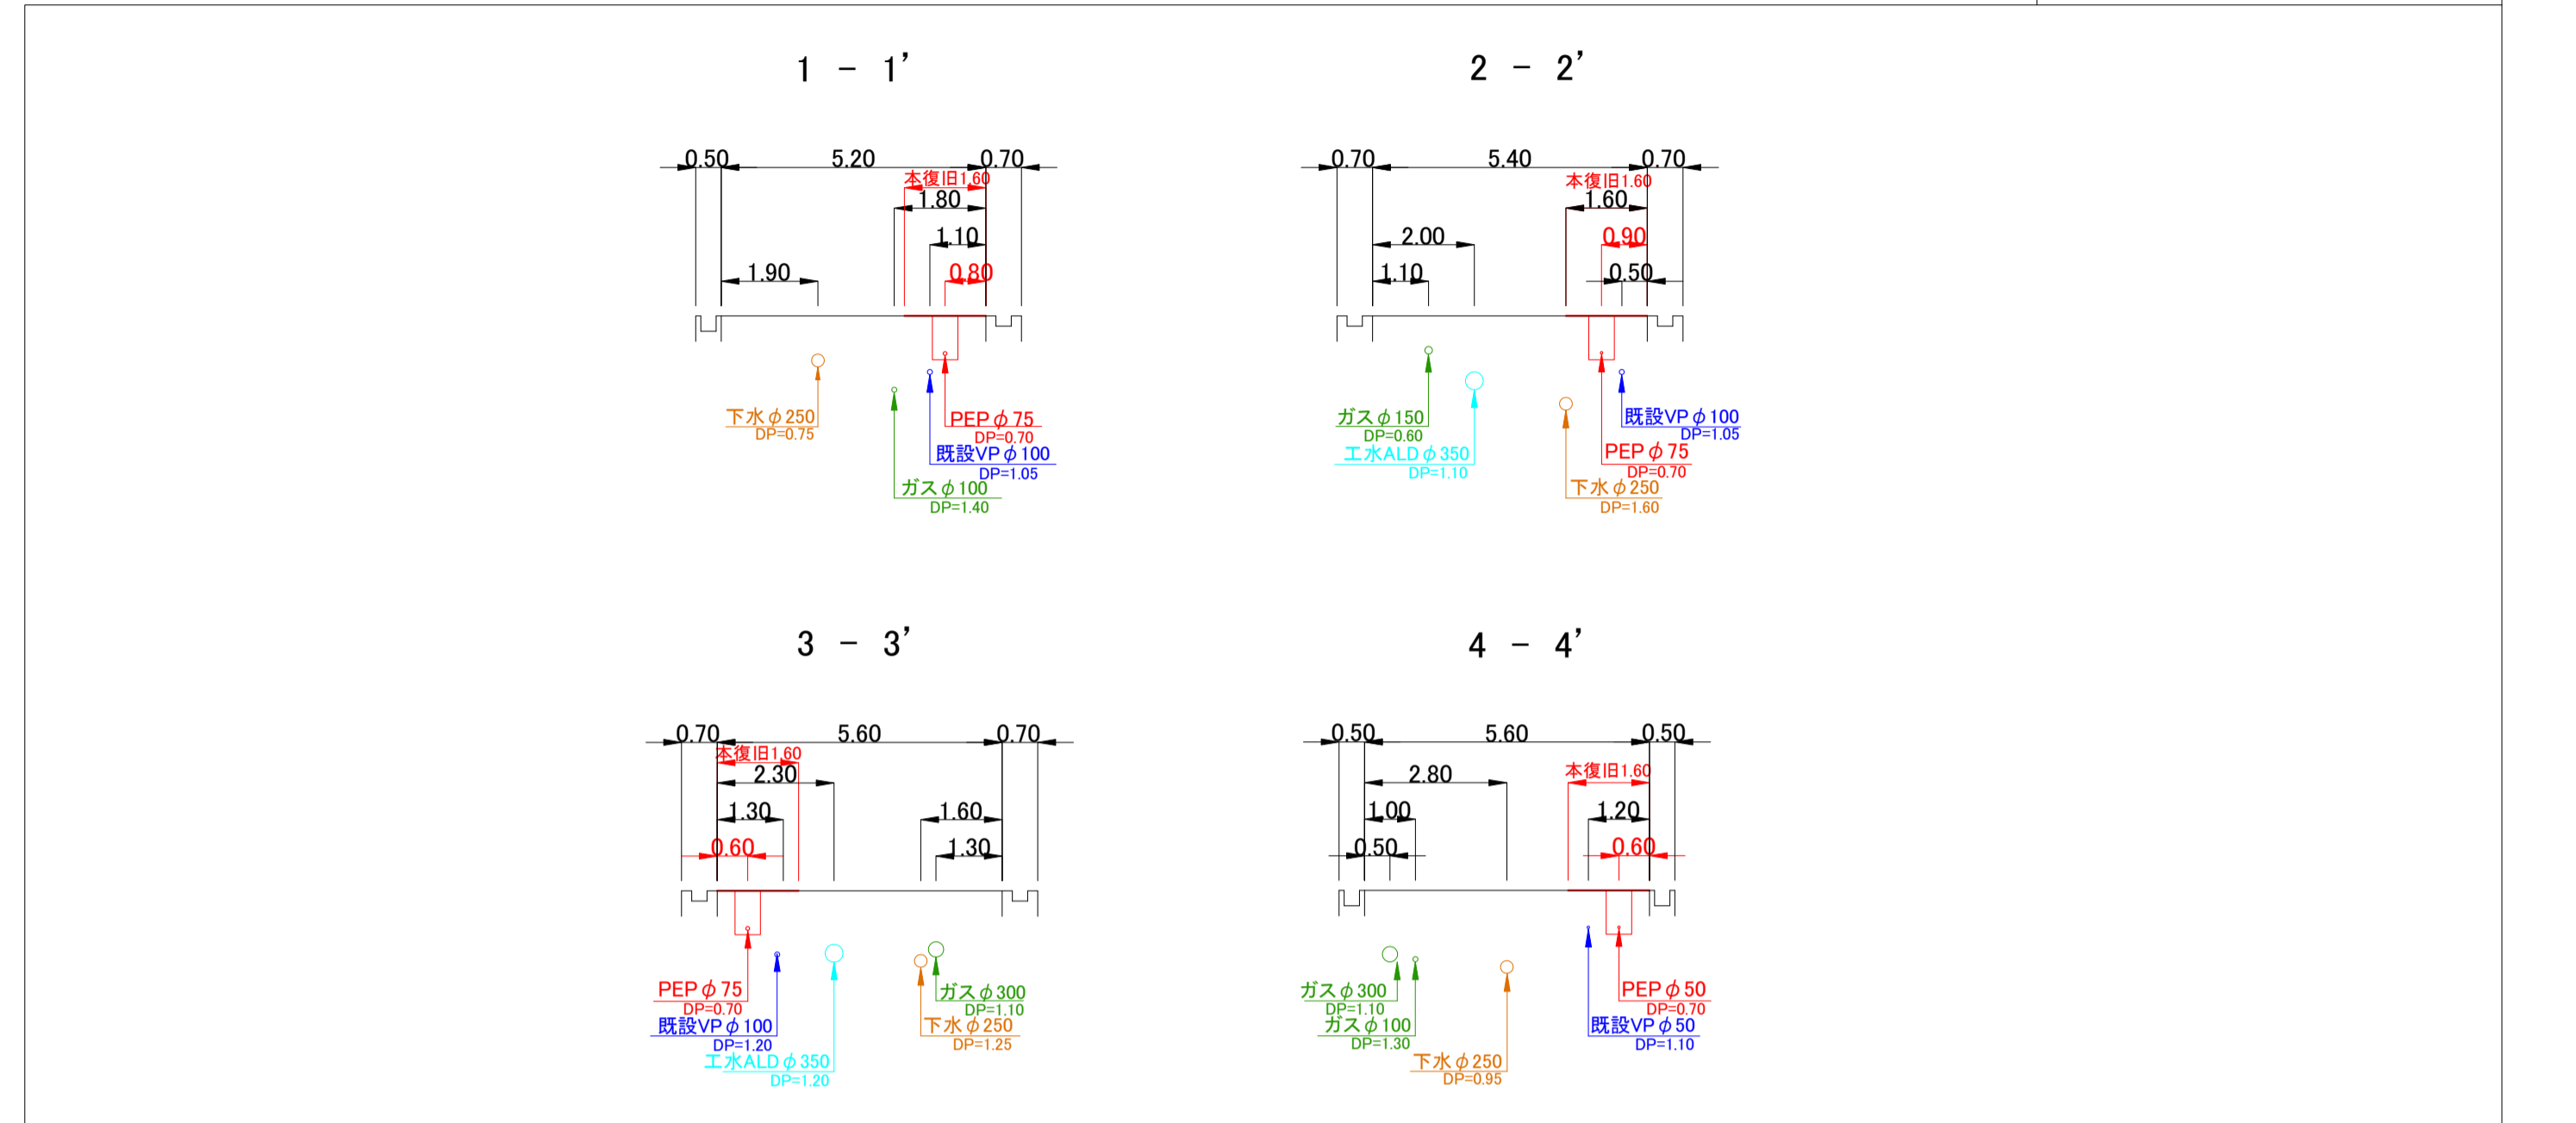 1 - 1'
0.50
5.20
0.70
本復旧1.60
1.80
1.10
1.90
0.80
下水φ250
DP=0.75
PEPφ75
DP=0.70
既設VPφ100
DP=1.05
ガスφ100
DP=1.40
2 - 2'
0.70
5.40
0.70
本復旧1.60
1.60
2.00
0.90
1.10
0.50
ガスφ150
DP=0.60
既設VPφ100
DP=1.05
工水ALDφ350
DP=1.10
PEPφ75
DP=0.70
下水φ250
DP=1.60
3 - 3'
0.70
5.60
0.70
本復旧1.60
2.30
1.30
1.60
0.60
1.30
PEPφ75
DP=0.70
ガスφ300
DP=1.10
既設VPφ100
DP=1.20
下水φ250
DP=1.25
工水ALDφ350
DP=1.20
4 - 4'
0.50
5.60
0.50
本復旧1.60
2.80
1.00
1.20
0.50
0.60
ガスφ300
DP=1.10
PEPφ50
DP=0.70
ガスφ100
DP=1.30
既設VPφ50
DP=1.10
下水φ250
DP=0.95